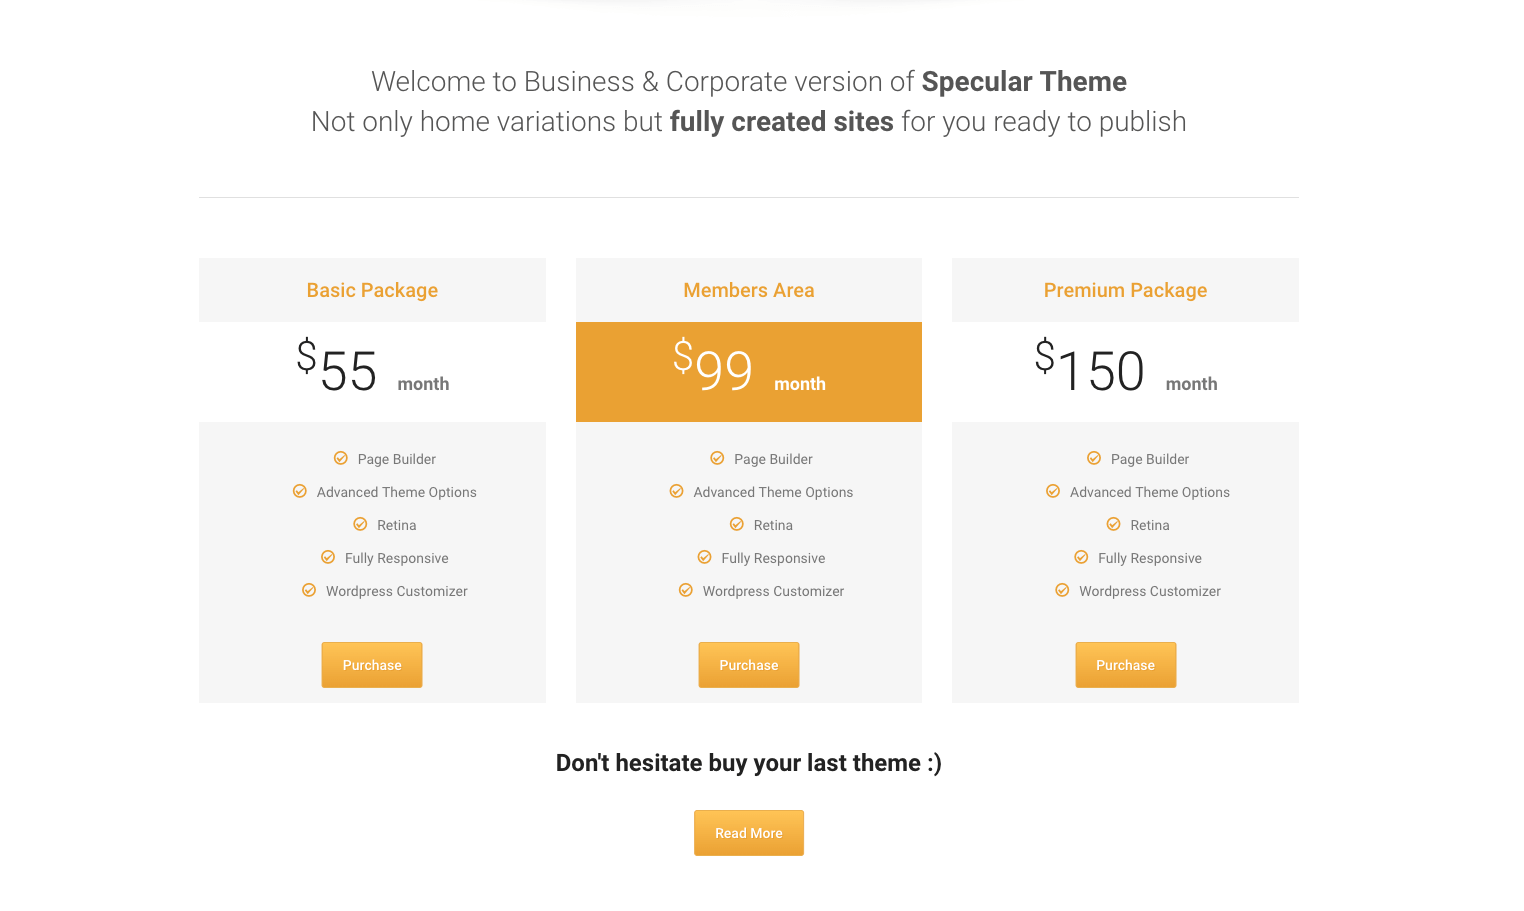 Welcome to Business & Corporate version of Specular Theme
Not only home variations but fully created sites for you ready to publish
Basic Package
$55 month
Page Builder
Advanced Theme Options
Retina
Fully Responsive
Wordpress Customizer
Purchase
Members Area
$99 month
Page Builder
Advanced Theme Options
Retina
Fully Responsive
Wordpress Customizer
Purchase
Premium Package
$150 month
Page Builder
Advanced Theme Options
Retina
Fully Responsive
Wordpress Customizer
Purchase
Don't hesitate buy your last theme :)
Read More